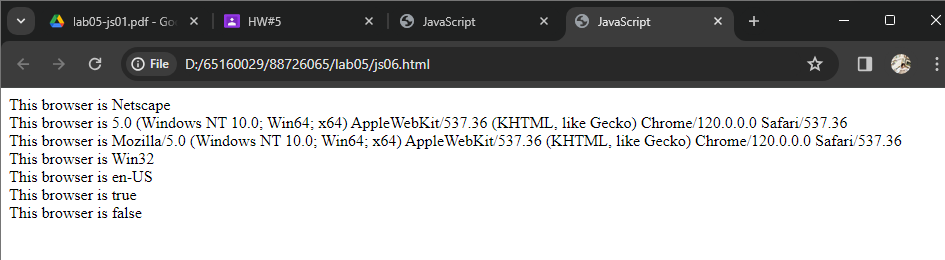 lab05-js01.pdf - Goo
HW#5
JavaScript
JavaScript
File
D:/65160029/88726065/lab05/js06.html
This browser is Netscape
This browser is 5.0 (Windows NT 10.0; Win64; x64) AppleWebKit/537.36 (KHTML, like Gecko) Chrome/120.0.0.0 Safari/537.36
This browser is Mozilla/5.0 (Windows NT 10.0; Win64; x64) AppleWebKit/537.36 (KHTML, like Gecko) Chrome/120.0.0.0 Safari/537.36
This browser is Win32
This browser is en-US
This browser is true
This browser is false